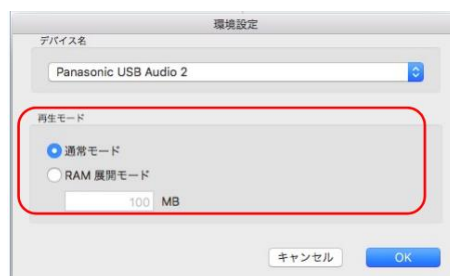 環境設定
デバイス名
Panasonic USB Audio 2
再生モード
通常モード
RAM 展開モード
100 MB
キャンセル OK